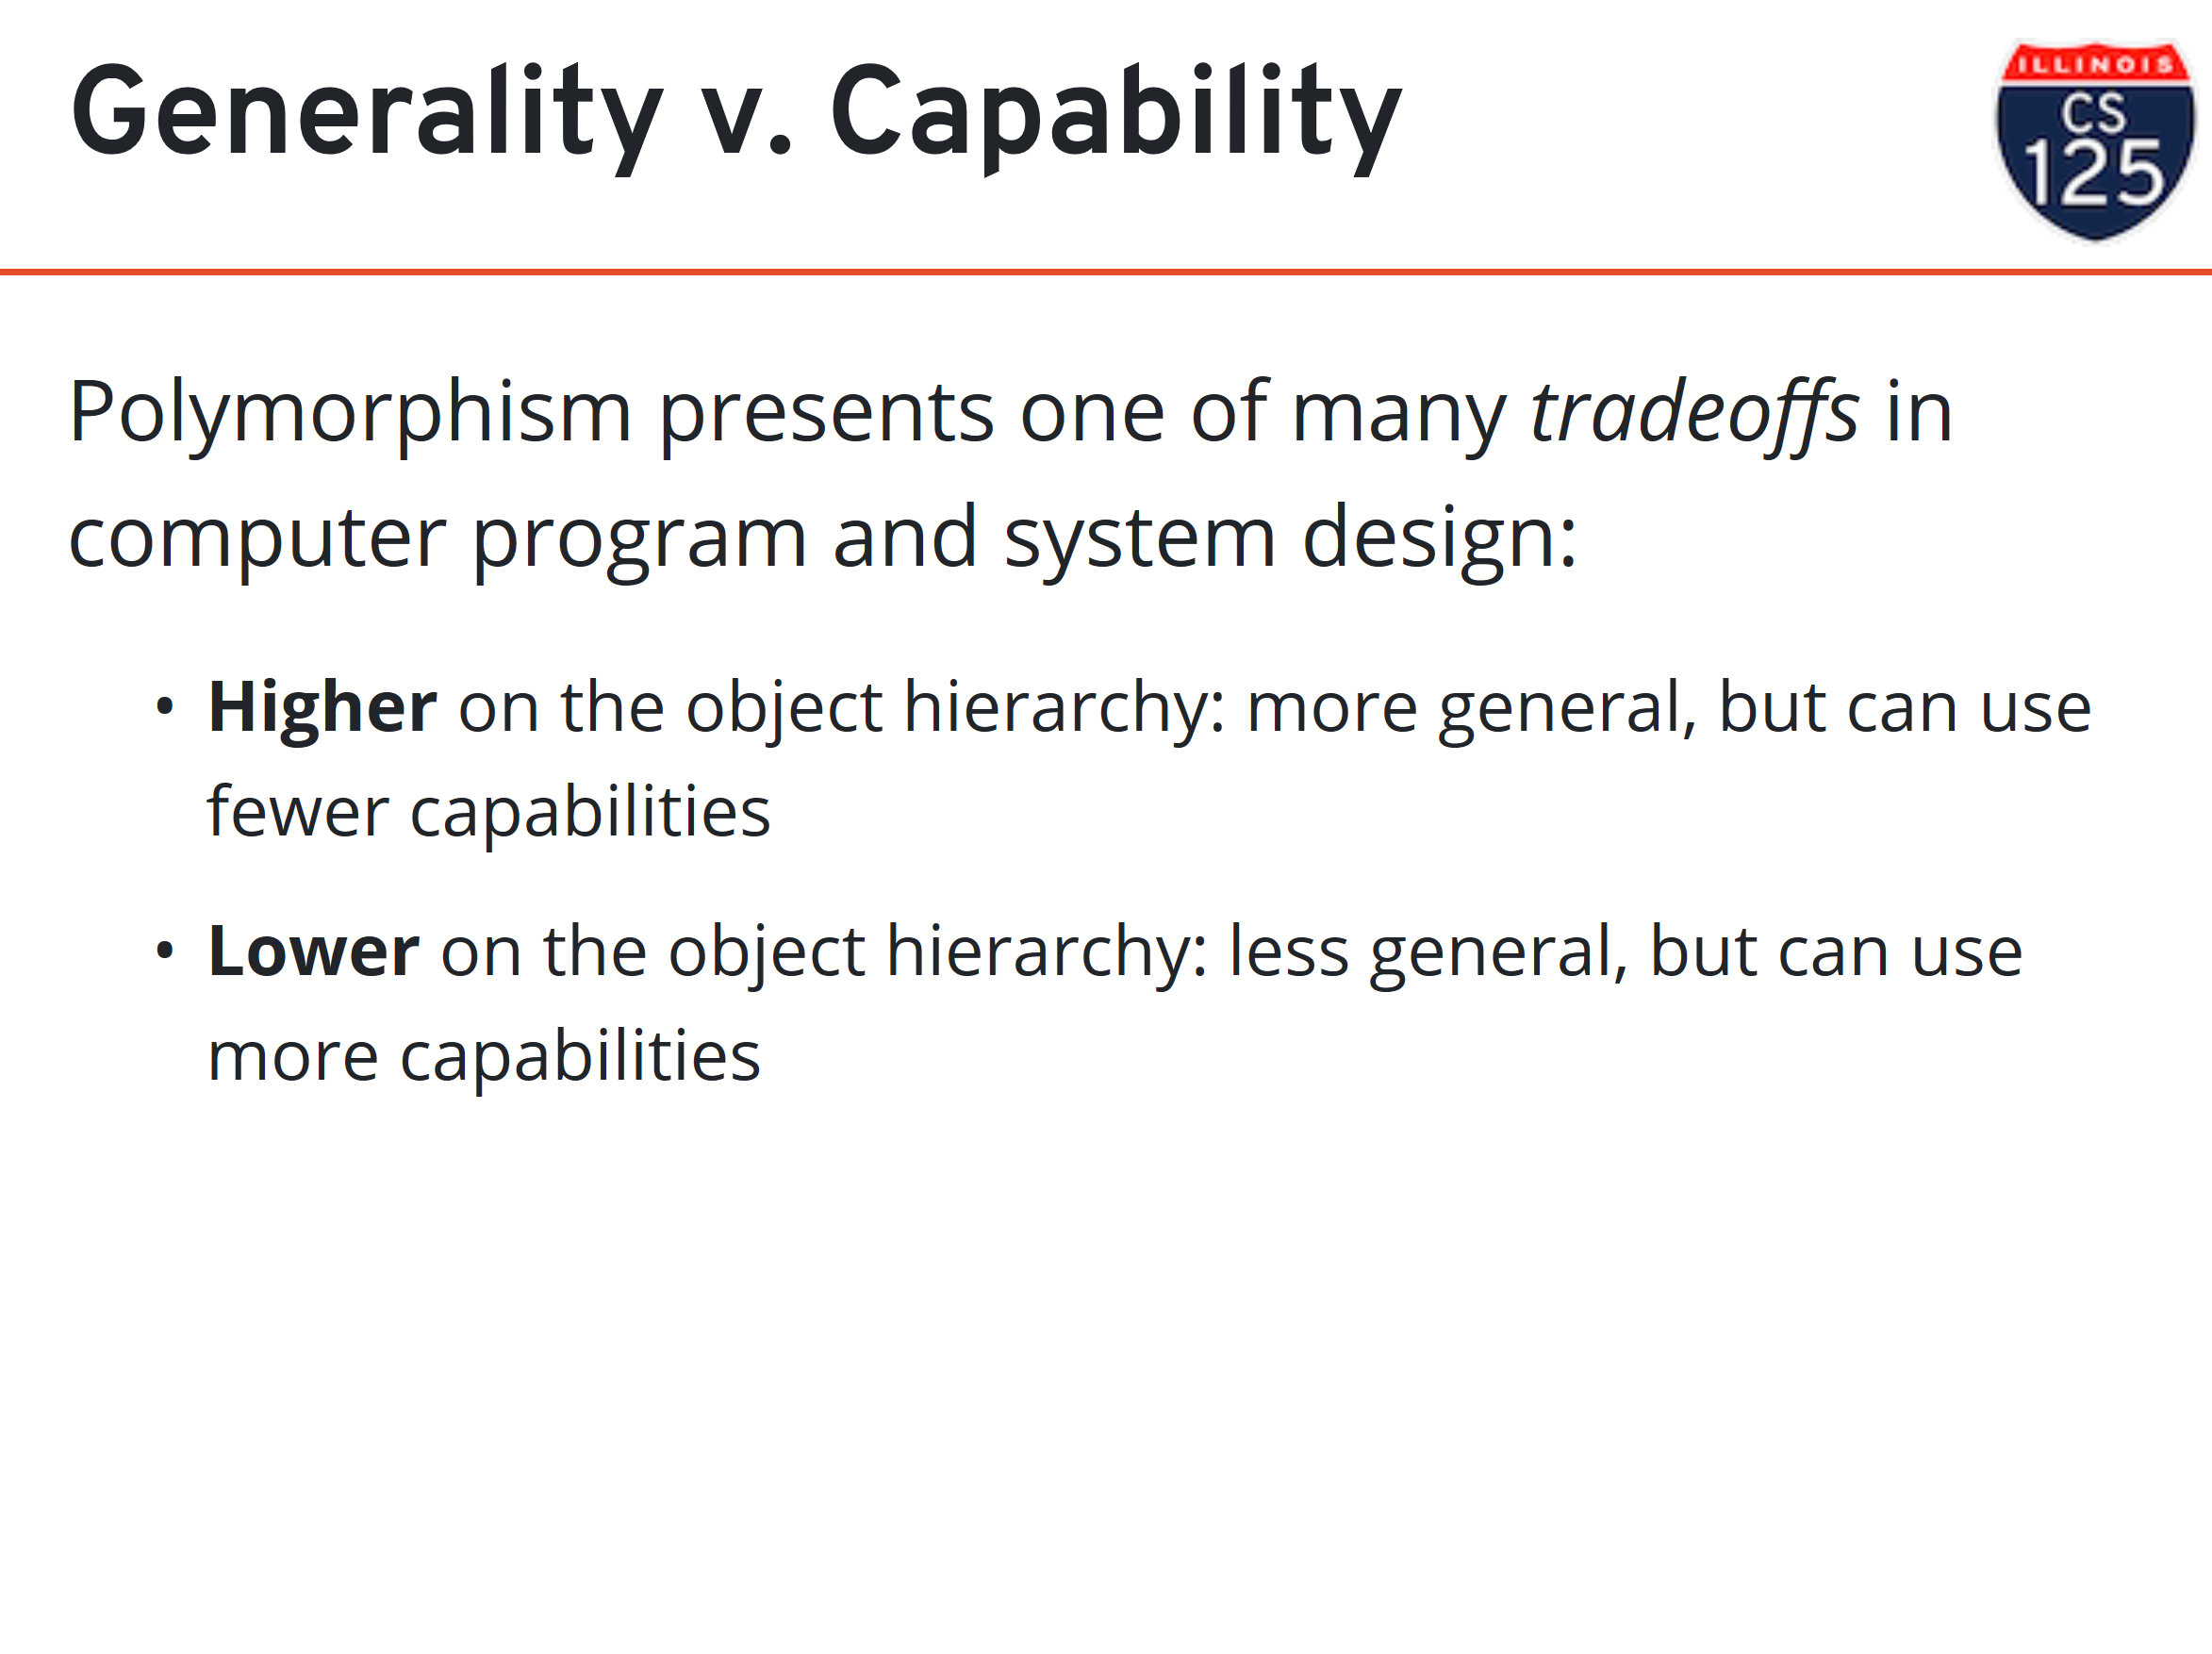 Generality v. Capability
ILLINOIS
CS
125
Polymorphism presents one of many tradeoffs in
computer program and system design:
• Higher on the object hierarchy: more general, but can use
fewer capabilities
• Lower on the object hierarchy: less general, but can use
more capabilities